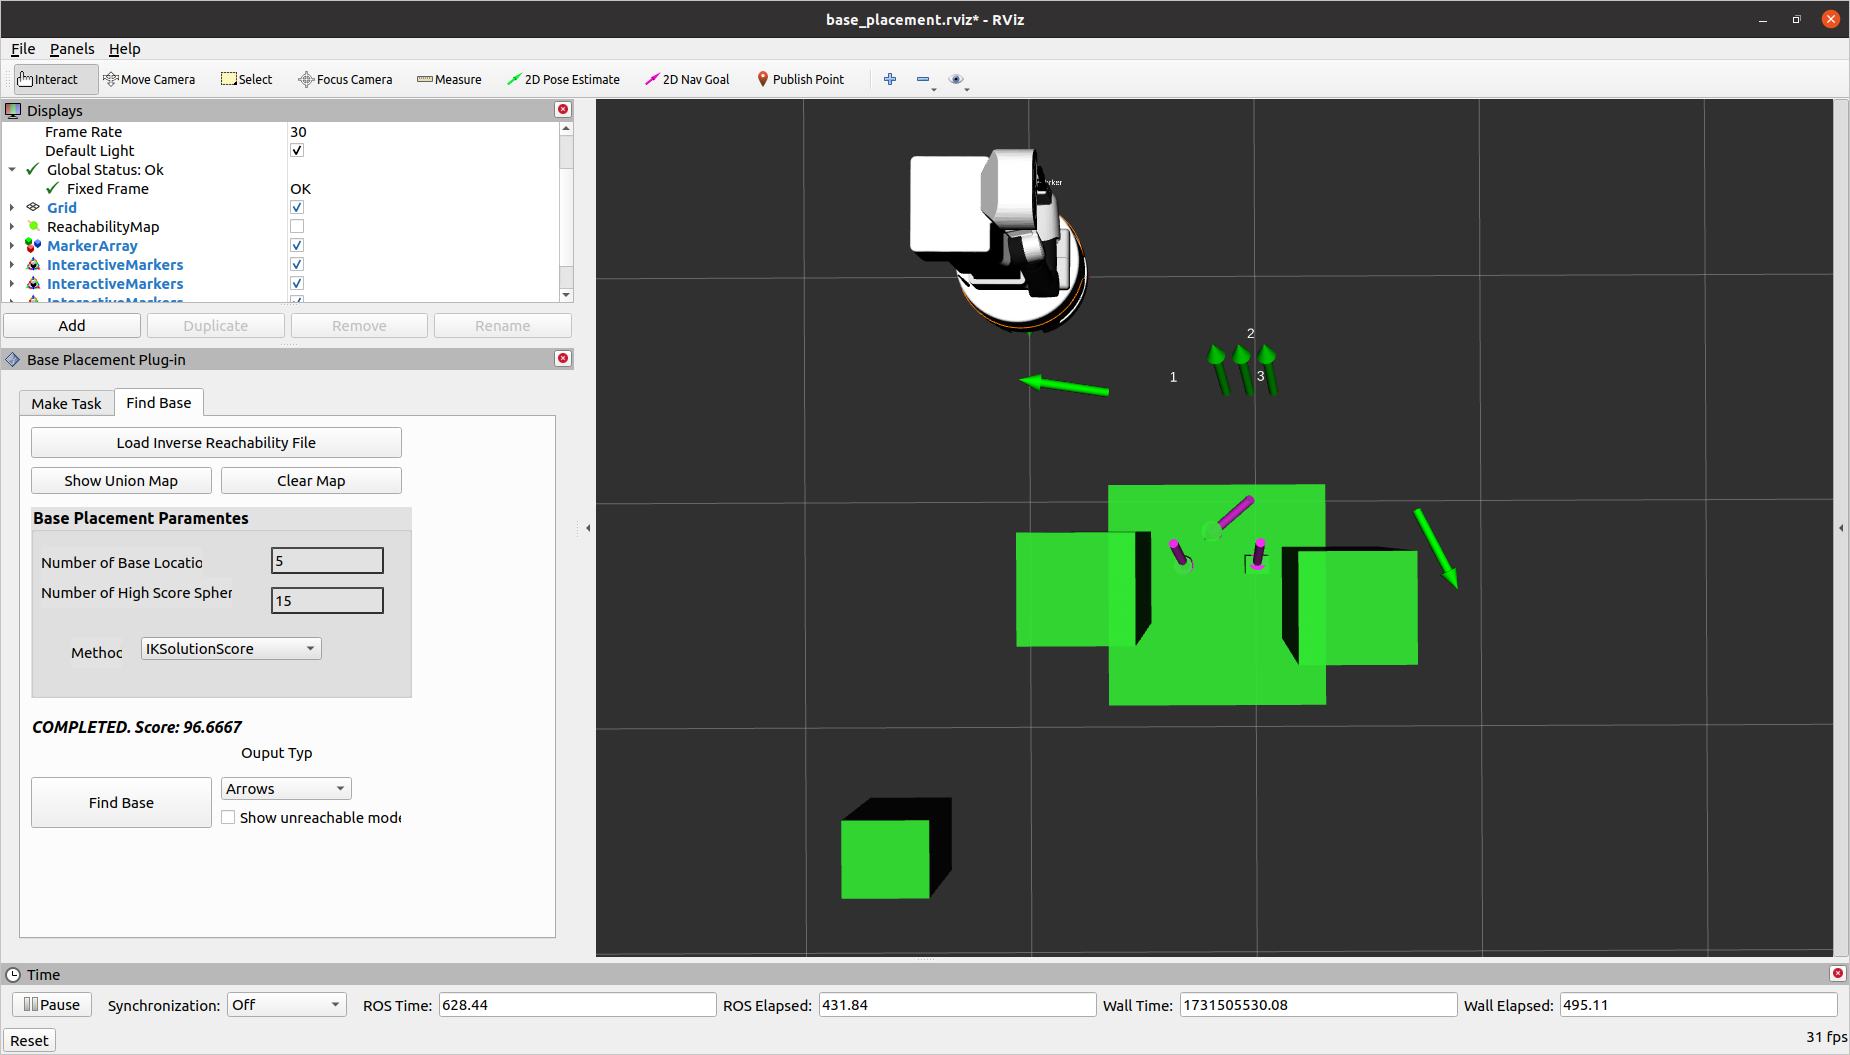 base_placement.rviz* - RViz
File Panels Help
Interact Move Camera Select Focus Camera Measure 2D Pose Estimate 2D Nav Goal Publish Point
Displays
Frame Rate 30
Default Light
Global Status: Ok
Fixed Frame OK
Grid
ReachabilityMap
MarkerArray
InteractiveMarkers
InteractiveMarkers
InteractiveMarkers
Add Duplicate Remove Rename
Base Placement Plug-in
Make Task Find Base
Load Inverse Reachability File
Show Union Map Clear Map
Base Placement Paramentes
Number of Base Locatio 5
Number of High Score Spher 15
Method IKSolutionScore
COMPLETED. Score: 96.6667
Ouput Typ
Find Base Arrows
Show unreachable mode
2
1 3
Time
Pause Synchronization: Off ROS Time: 628.44 ROS Elapsed: 431.84 Wall Time: 1731505530.08 Wall Elapsed: 495.11
Reset 31 fps